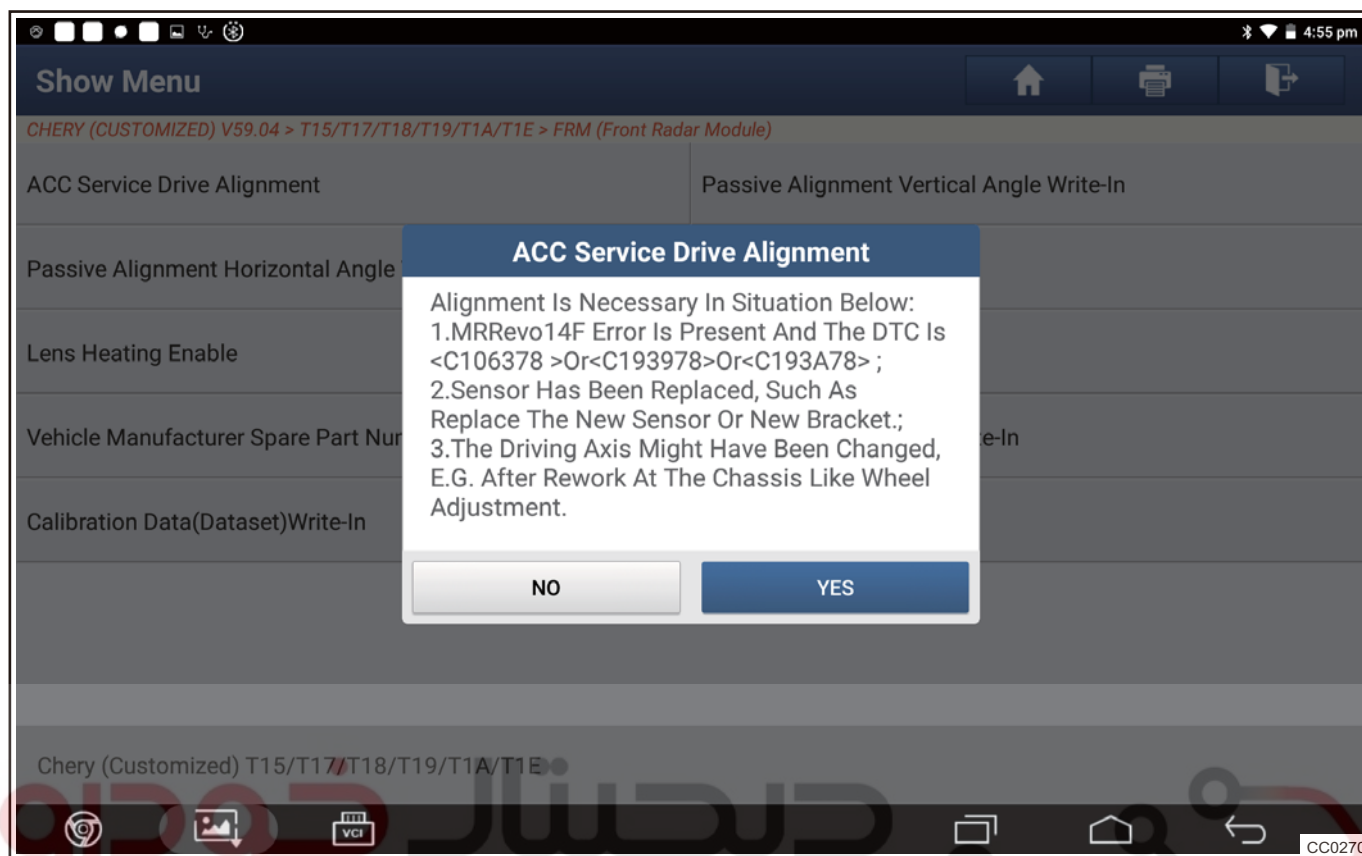 4:55 pm
Show Menu
CHERY (CUSTOMIZED) V59.04 > T15/T17/T18/T19/T1A/T1E > FRM (Front Radar Module)
ACC Service Drive Alignment
Passive Alignment Vertical Angle Write-In
Passive Alignment Horizontal Angle
Lens Heating Enable
Vehicle Manufacturer Spare Part Nur
e-In
Calibration Data(Dataset)Write-In
ACC Service Drive Alignment
Alignment Is Necessary In Situation Below:
1.MRRevo14F Error Is Present And The DTC Is
<C106378 >Or<C193978>Or<C193A78> ;
2.Sensor Has Been Replaced, Such As
Replace The New Sensor Or New Bracket.;
3.The Driving Axis Might Have Been Changed,
E.G. After Rework At The Chassis Like Wheel
Adjustment.
NO
YES
Chery (Customized) T15/T17/T18/T19/T1A/T1E
VCI
دیجیتال خودرو
CC0270